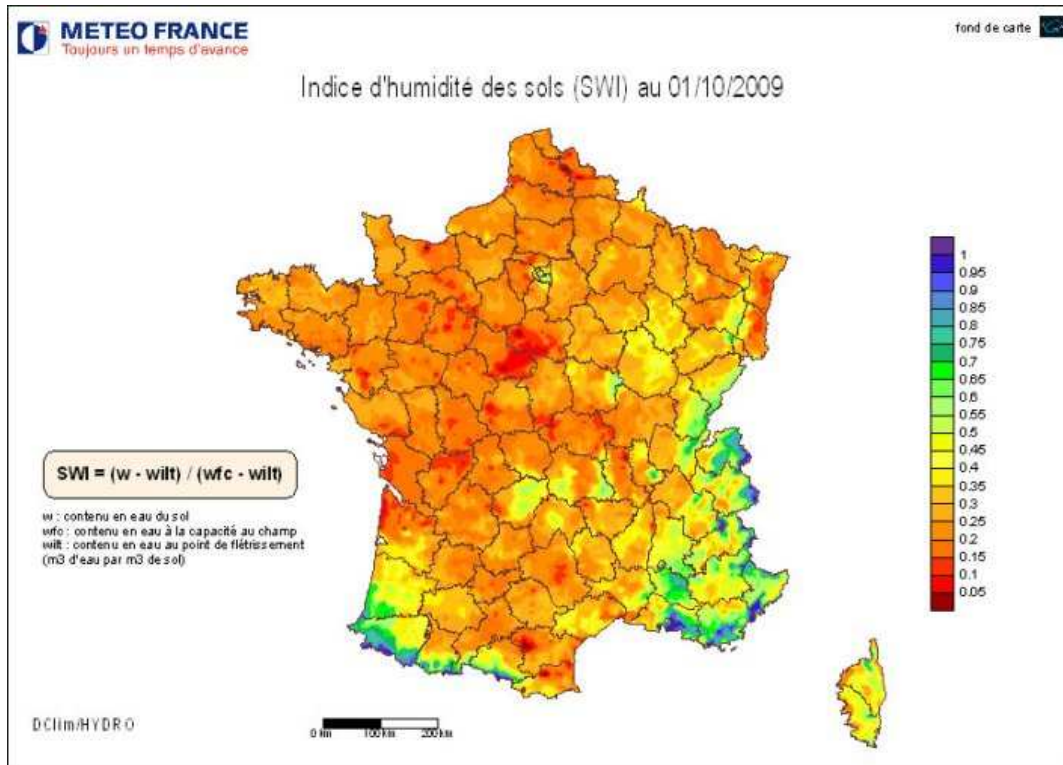 METEO FRANCE
Toujours un temps d'avance
fond de carte
Indice d'humidité des sols (SWI) au 01/10/2009
1
0.95
0.9
0.85
0.8
0.7
0.65
0.6
0.55
0.5
0.45
0.4
0.35
0.3
0.25
0.2
0.15
0.1
0.05
SWI = (w - wilt) / (wfc - wilt)
w : contenu en eau du sol
wfc : contenu en eau à la capacité au champ
wilt : contenu en eau au point de flétrissement
(m3 d'eau par m3 de sol)
DClim/HYDRO
0 km 100 km 200 km